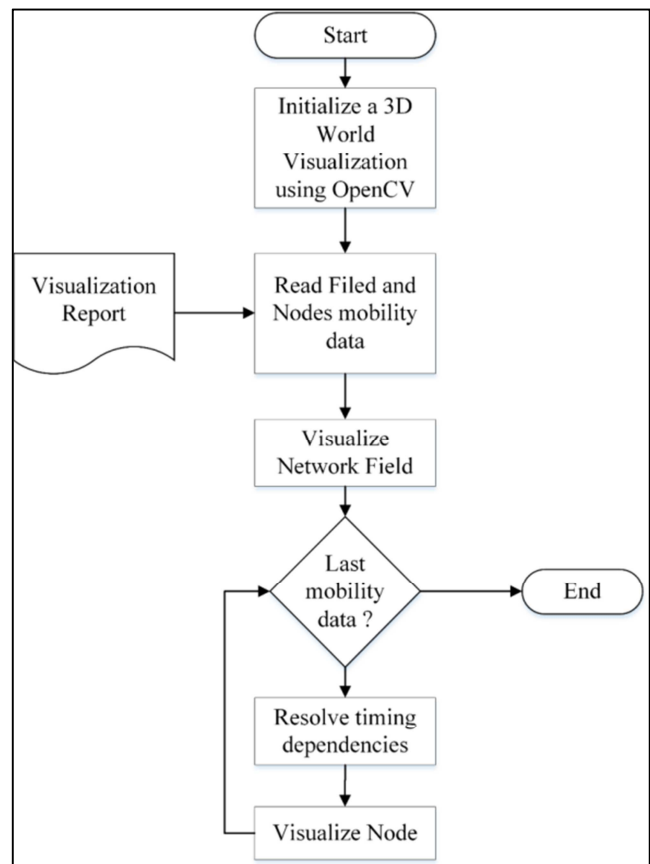 Start
Initialize a 3D
World
Visualization
using OpenCV
Visualization
Report
Read Filed and
Nodes mobility
data
Visualize
Network Field
Last
mobility
data ?
End
Resolve timing
dependencies
Visualize Node